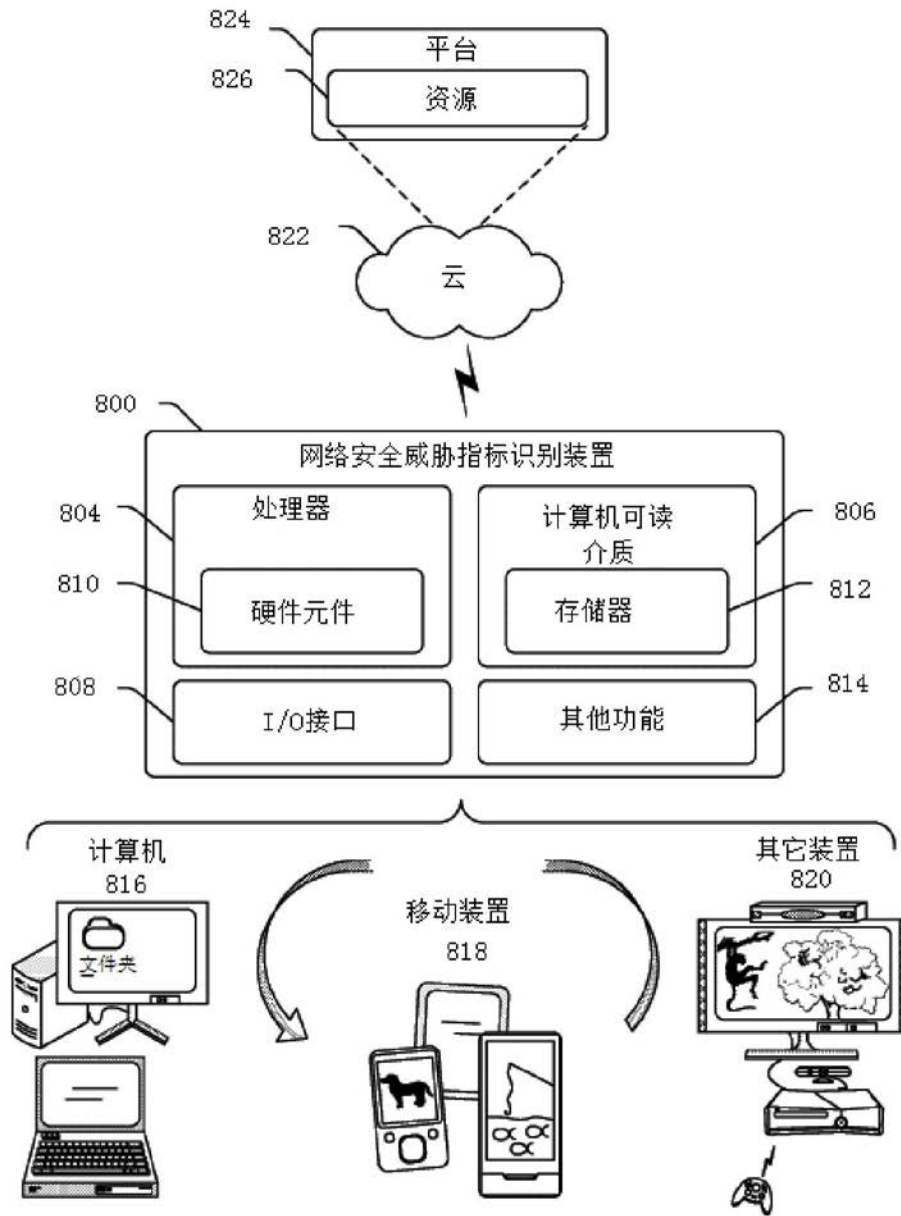 824
平台
826
资源
822
云
800
网络安全威胁指标识别装置
804
处理器
计算机可读
介质
806
810
硬件元件
存储器
812
808
I/O接口
其他功能
814
计算机
816
移动装置
818
其它装置
820
文件夹